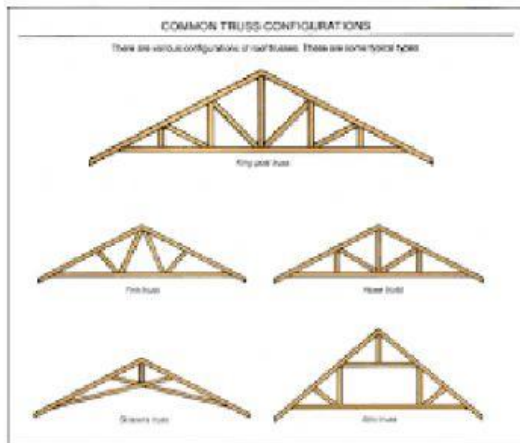 COMMON TRUSS CONFIGURATIONS
There are various configurations of roof trusses. These are some typical types
King post truss
Fink truss
Howe truss
Scissors truss
Attic truss